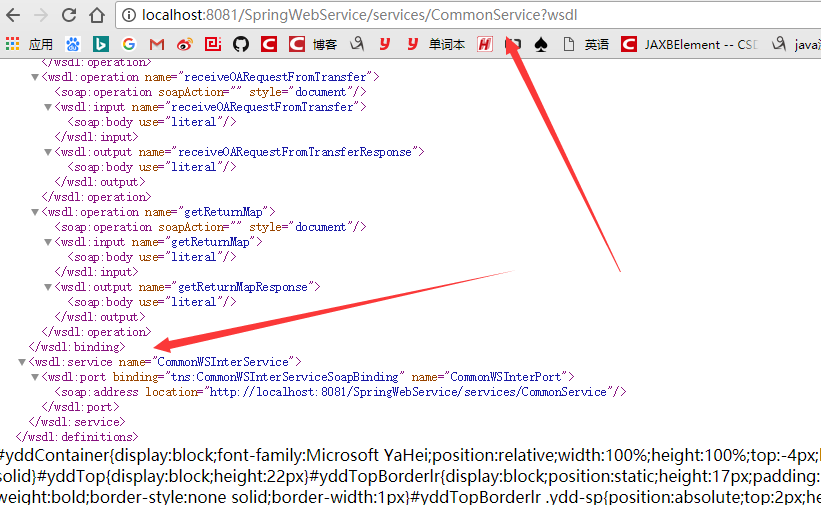 localhost:8081/SpringWebService/services/CommonService?wsdl
应用 博客 单词本 英语 JAXBElement -- CSD java
</wsdl:operation>
▼<wsdl:operation name="receiveOARequestFromTransfer">
<soap:operation soapAction="" style="document"/>
▼<wsdl:input name="receiveOARequestFromTransfer">
<soap:body use="literal"/>
</wsdl:input>
▼<wsdl:output name="receiveOARequestFromTransferResponse">
<soap:body use="literal"/>
</wsdl:output>
</wsdl:operation>
▼<wsdl:operation name="getReturnMap">
<soap:operation soapAction="" style="document"/>
▼<wsdl:input name="getReturnMap">
<soap:body use="literal"/>
</wsdl:input>
▼<wsdl:output name="getReturnMapResponse">
<soap:body use="literal"/>
</wsdl:output>
</wsdl:operation>
</wsdl:binding>
▼<wsdl:service name="CommonWSInterService">
▼<wsdl:port binding="tns:CommonWSInterServiceSoapBinding" name="CommonWSInterPort">
<soap:address location="http://localhost:8081/SpringWebService/services/CommonService"/>
</wsdl:port>
</wsdl:service>
</wsdl:definitions>
#yddContainer{display:block;font-family:Microsoft YaHei;position:relative;width:100%;height:100%;top:-4px;
solid}#yddTop{display:block;height:22px}#yddTopBorderlr{display:block;position:static;height:17px;padding:
weight:bold;border-style:none solid;border-width:1px}#yddTopBorderlr .ydd-sp{position:absolute;top:2px;he